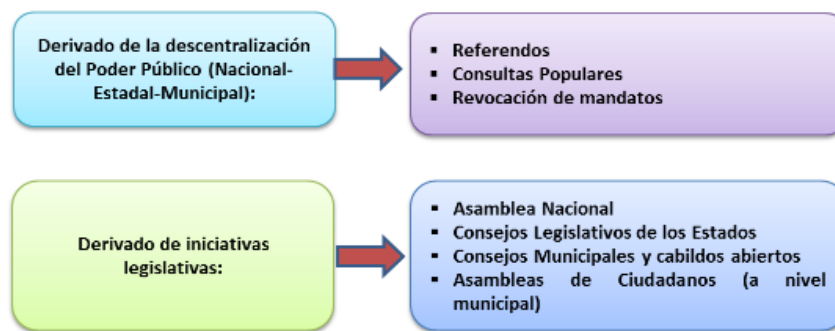 Derivado de la descentralización
del Poder Público (Nacional-
Estadal-Municipal):
▪ Referendos
▪ Consultas Populares
▪ Revocación de mandatos
Derivado de iniciativas
legislativas:
▪ Asamblea Nacional
▪ Consejos Legislativos de los Estados
▪ Consejos Municipales y cabildos abiertos
▪ Asambleas de Ciudadanos (a nivel
municipal)